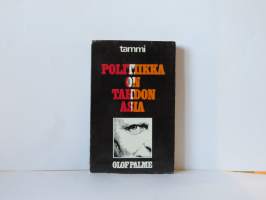 tammi
POLITIIKKA
ON
TAHDON
ASIA
OLOF PALME